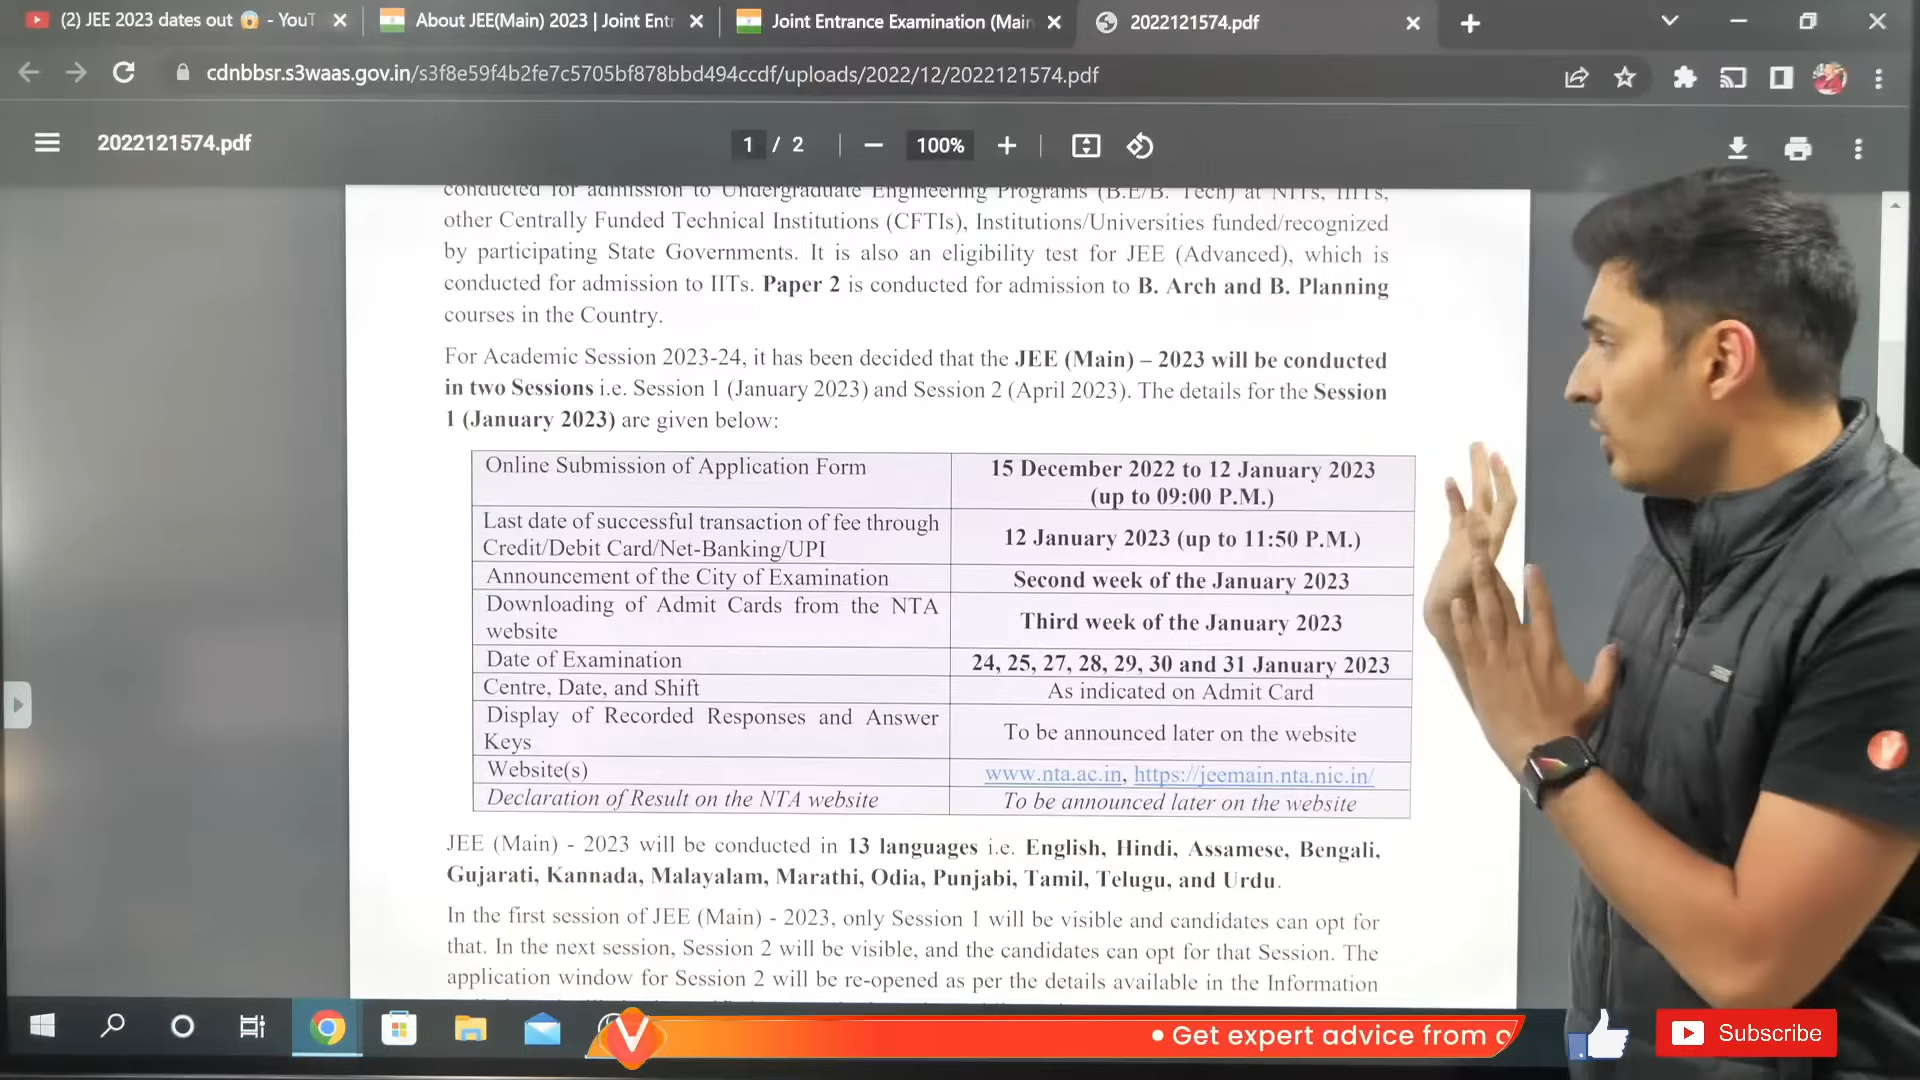 (2) JEE 2023 dates out 😱 - YouT
About JEE(Main) 2023 | Joint Entr
Joint Entrance Examination (Main
2022121574.pdf
cdnbbsr.s3waas.gov.in/s3f8e59f4b2fe7c5705bf878bbd494ccdf/uploads/2022/12/2022121574.pdf
2022121574.pdf
1 / 2
100%
conducted for admission to Undergraduate Engineering Programs (B.E/B. Tech) at NITs, IIITs,
other Centrally Funded Technical Institutions (CFTIs), Institutions/Universities funded/recognized
by participating State Governments. It is also an eligibility test for JEE (Advanced), which is
conducted for admission to IITs. Paper 2 is conducted for admission to B. Arch and B. Planning
courses in the Country.
For Academic Session 2023-24, it has been decided that the JEE (Main) – 2023 will be conducted
in two Sessions i.e. Session 1 (January 2023) and Session 2 (April 2023). The details for the Session
1 (January 2023) are given below:
Online Submission of Application Form
15 December 2022 to 12 January 2023
(up to 09:00 P.M.)
Last date of successful transaction of fee through
Credit/Debit Card/Net-Banking/UPI
12 January 2023 (up to 11:50 P.M.)
Announcement of the City of Examination
Second week of the January 2023
Downloading of Admit Cards from the NTA
website
Third week of the January 2023
Date of Examination
24, 25, 27, 28, 29, 30 and 31 January 2023
Centre, Date, and Shift
As indicated on Admit Card
Display of Recorded Responses and Answer
Keys
To be announced later on the website
Website(s)
www.nta.ac.in, https://jeemain.nta.nic.in/
Declaration of Result on the NTA website
To be announced later on the website
JEE (Main) - 2023 will be conducted in 13 languages i.e. English, Hindi, Assamese, Bengali,
Gujarati, Kannada, Malayalam, Marathi, Odia, Punjabi, Tamil, Telugu, and Urdu.
In the first session of JEE (Main) - 2023, only Session 1 will be visible and candidates can opt for
that. In the next session, Session 2 will be visible, and the candidates can opt for that Session. The
application window for Session 2 will be re-opened as per the details available in the Information
• Get expert advice from
Subscribe